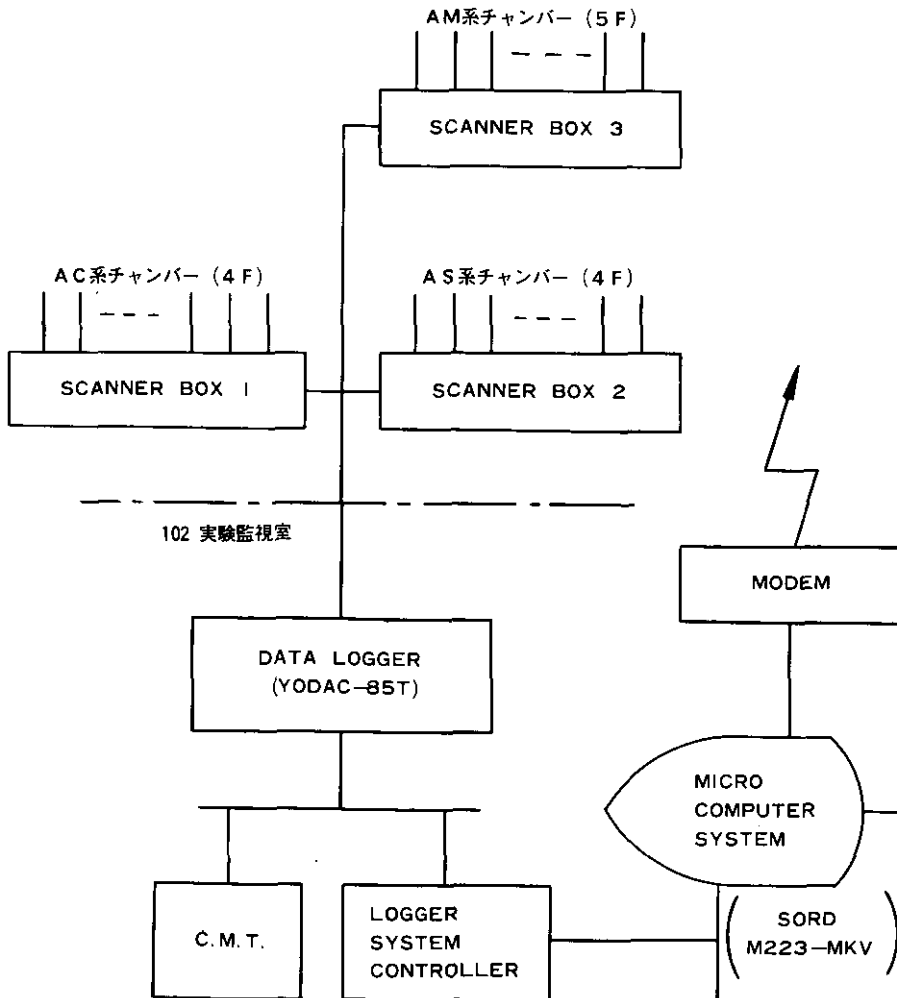 AM系チャンバー (5F)
SCANNER BOX 3
AC系チャンバー (4F)
AS系チャンバー (4F)
SCANNER BOX 1
SCANNER BOX 2
102 実験監視室
MODEM
DATA LOGGER
(YODAC-85T)
MICRO
COMPUTER
SYSTEM
C.M.T.
LOGGER
SYSTEM
CONTROLLER
SORD
M223-MKV